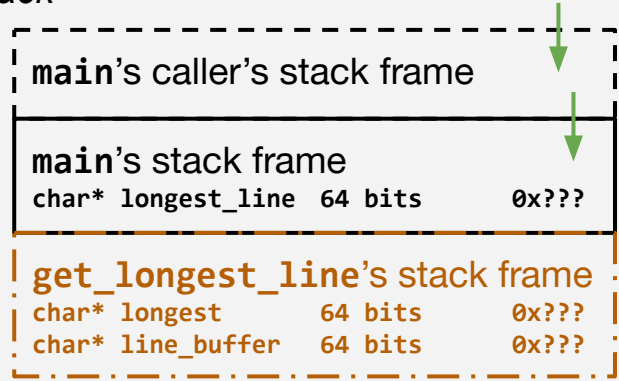 main's caller's stack frame
main's stack frame
char* longest_line 64 bits 0x???
get_longest_line's stack frame
char* longest 64 bits 0x???
char* line_buffer 64 bits 0x???